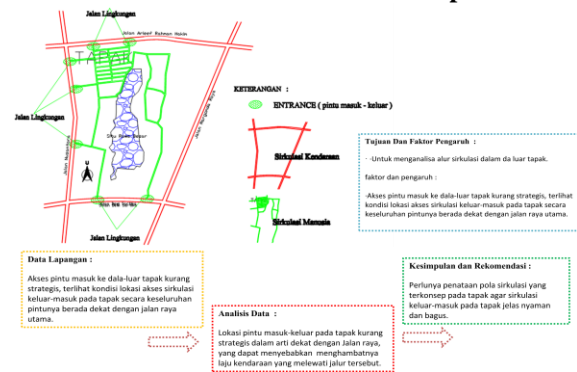 Jalan Lingkungan
Jalan Arieef Rahman Hakim
TAPAK
Jalan Lingkungan
Jalan Lingkungan
KETERANGAN :
ENTRANCE ( pintu masuk - keluar )
Sirkulasi Kendaraan
Sirkulasi Manusia
Tujuan Dan Faktor Pengaruh :
- -Untuk menganalisa alur sirkulasi dalam da luar tapak.
faktor dan pengaruh :
-Akses pintu masuk ke dala-luar tapak kurang strategis, terlihat
kondisi lokasi akses sirkulasi keluar-masuk pada tapak secara
keseluruhan pintunya berada dekat dengan jalan raya utama.
Data Lapangan :
Akses pintu masuk ke dala-luar tapak kurang
strategis, terlihat kondisi lokasi akses sirkulasi
keluar-masuk pada tapak secara keseluruhan
pintunya berada dekat dengan jalan raya
utama.
Analisis Data :
Lokasi pintu masuk-keluar pada tapak kurang
strategis dalam arti dekat dengan Jalan raya,
yang dapat menyebabkan menghambatnya
laju kendaraan yang melewati jalur tersebut.
Kesimpulan dan Rekomendasi :
Perlunya penataan pola sirkulasi yang
terkonsep pada tapak agar sirkulasi
keluar-masuk pada tapak jelas nyaman
dan bagus.